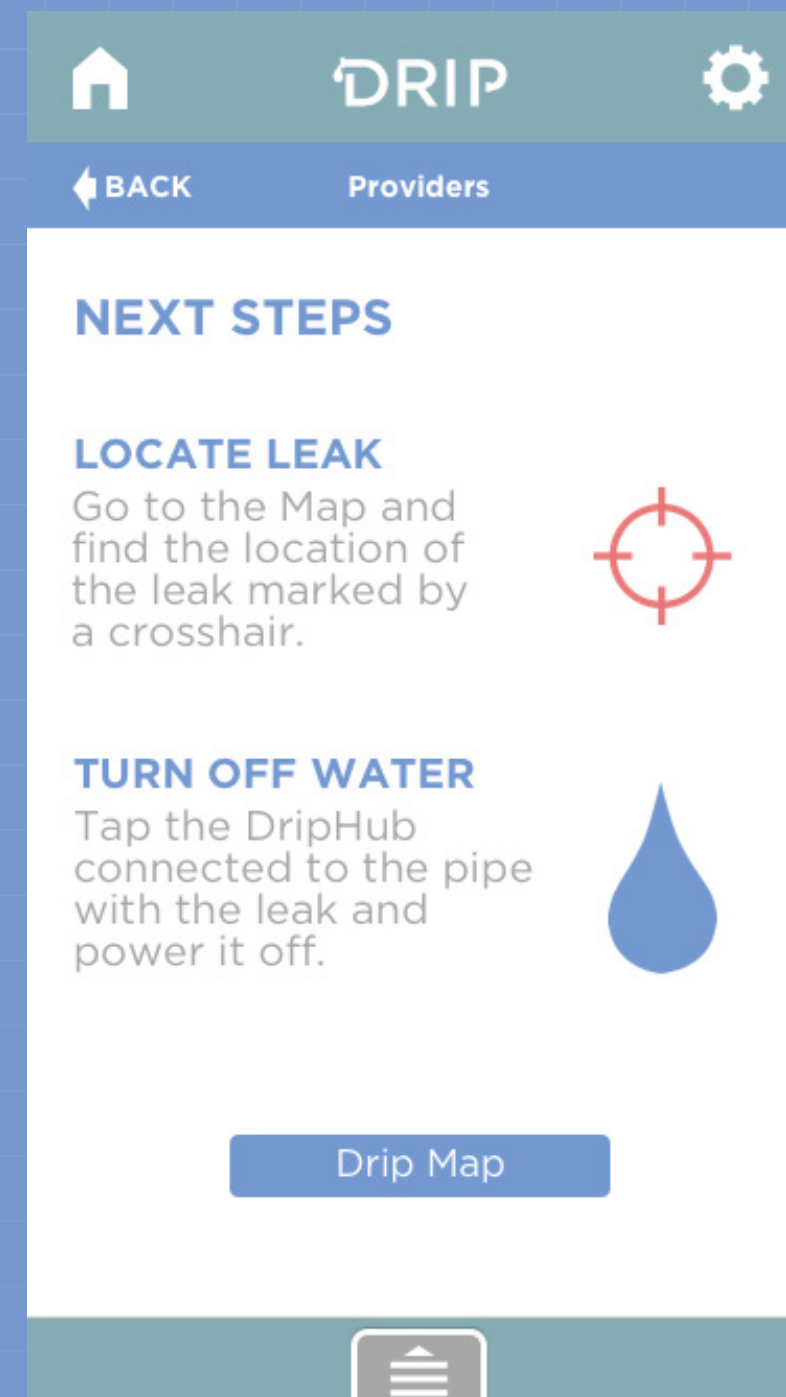 DRIP
BACK
Providers
NEXT STEPS
LOCATE LEAK
Go to the Map and
find the location of
the leak marked by
a crosshair.
TURN OFF WATER
Tap the DripHub
connected to the pipe
with the leak and
power it off.
Drip Map